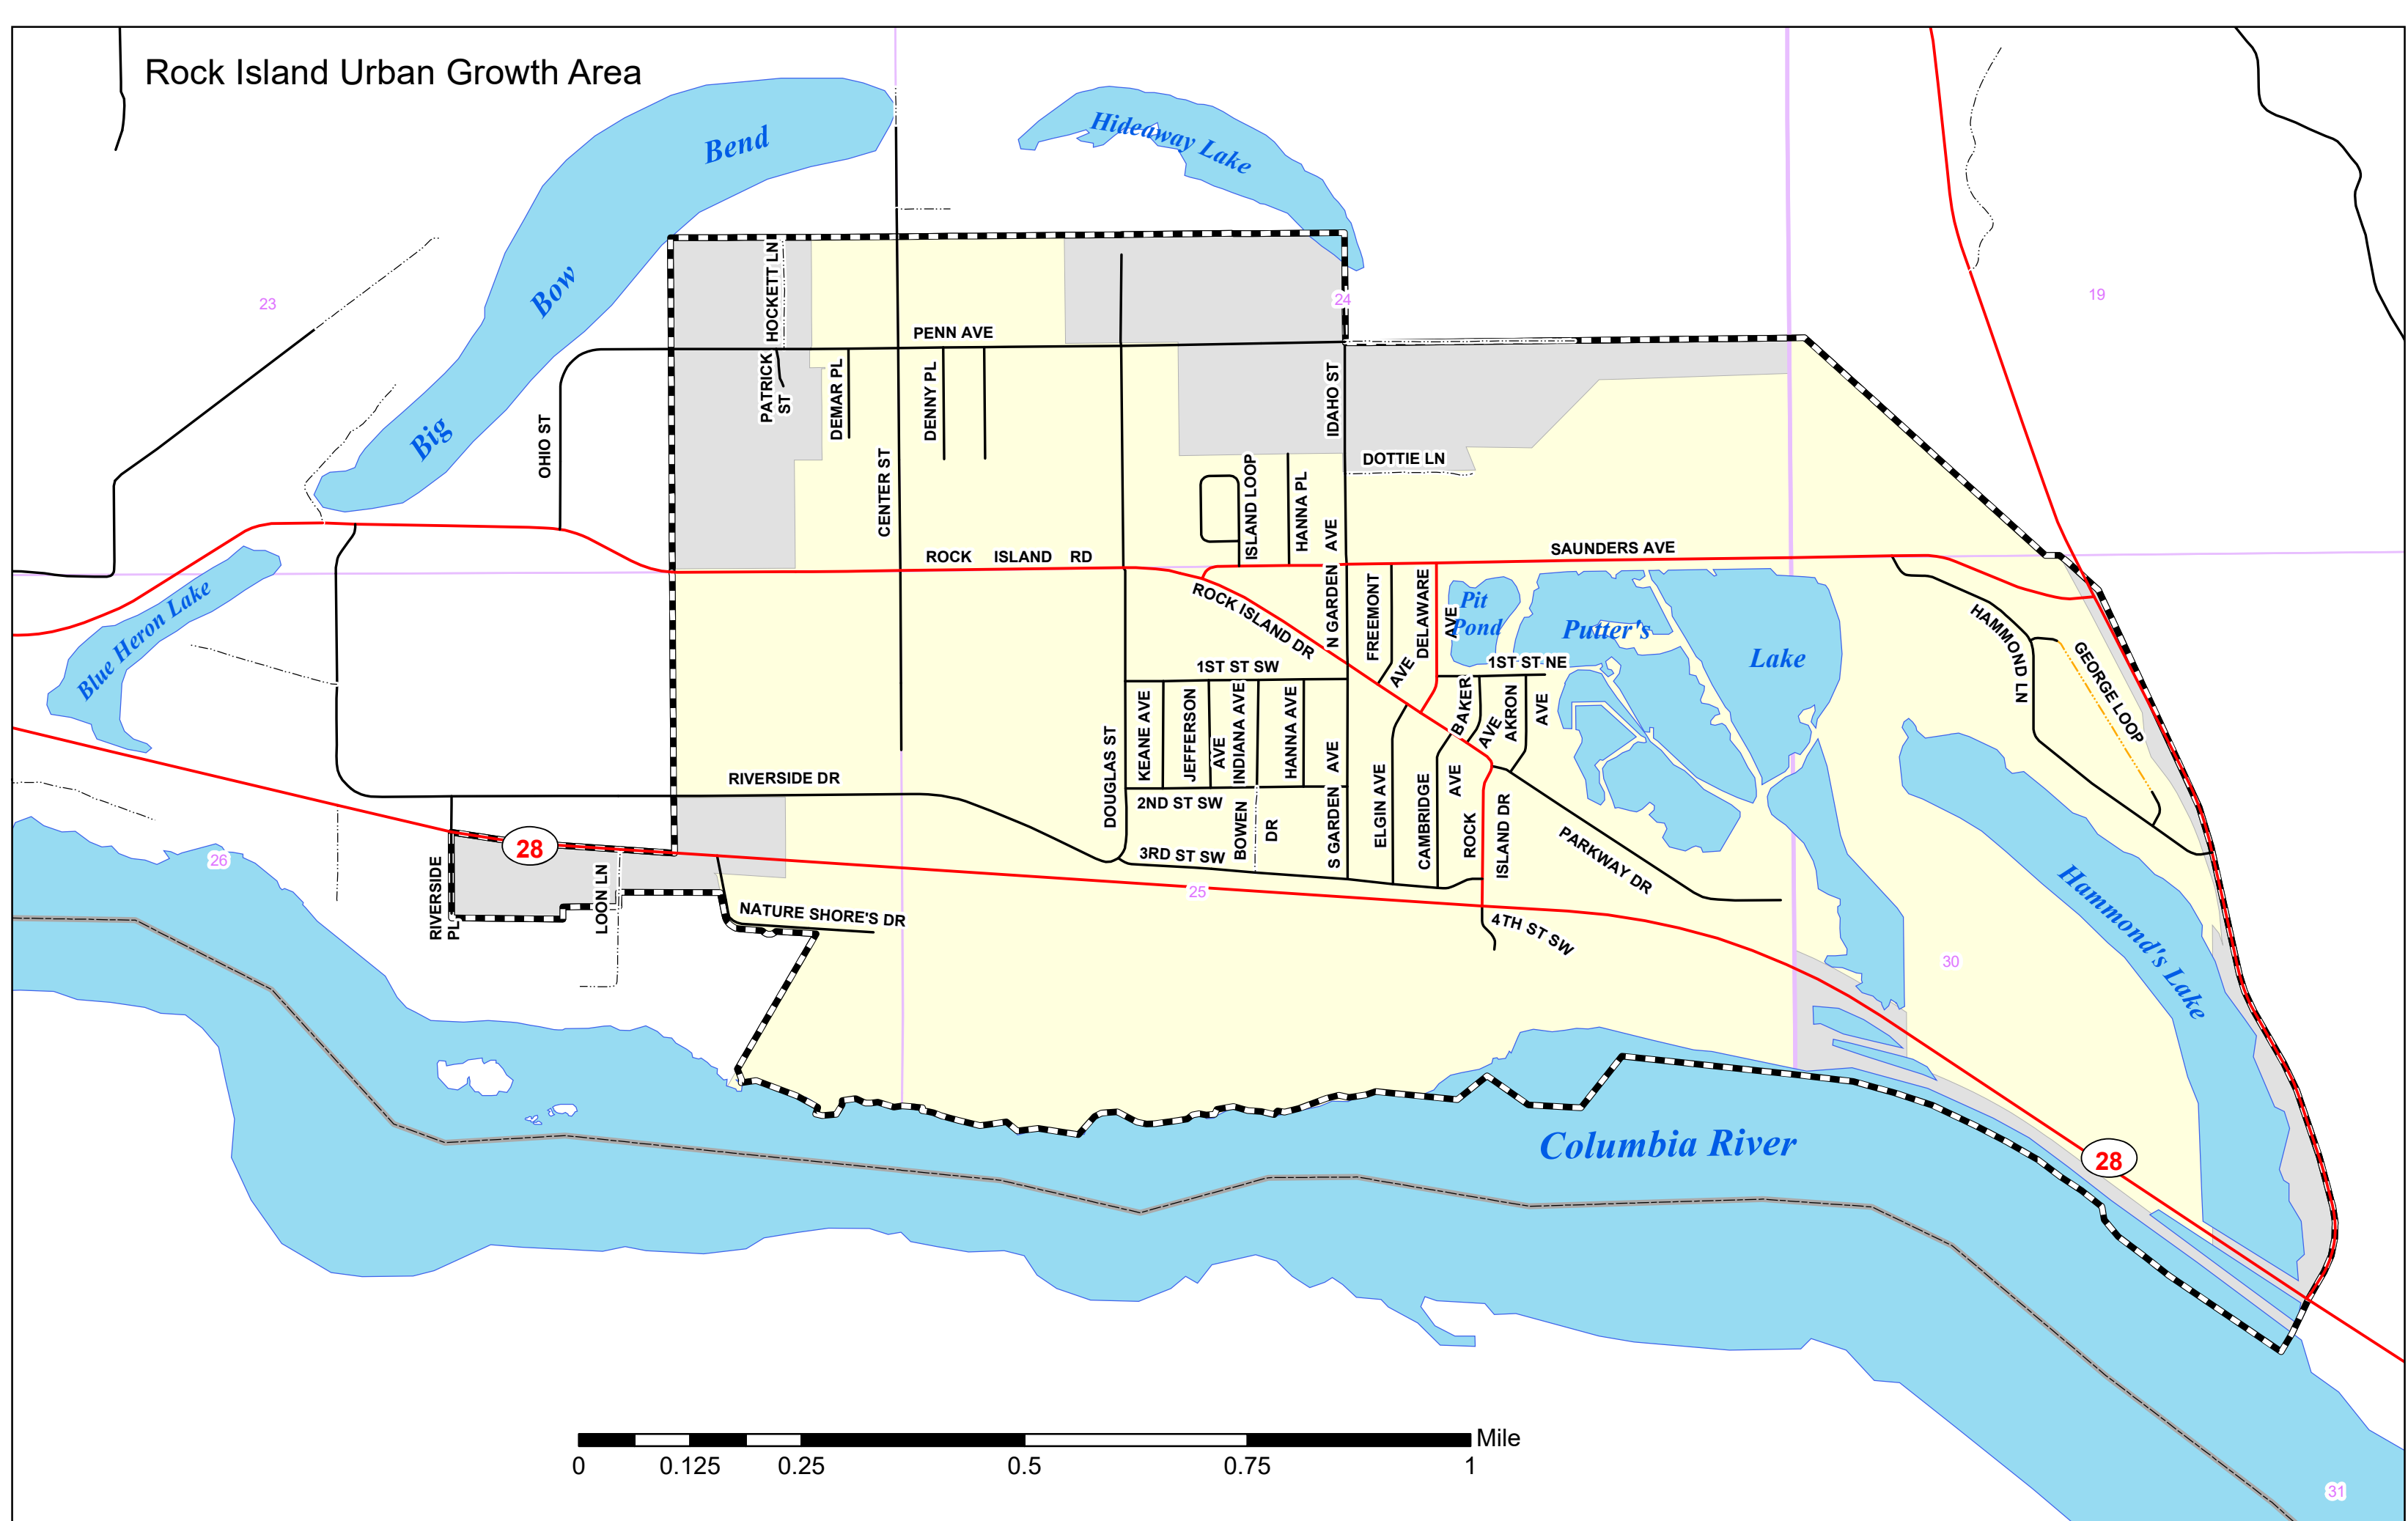 Rock Island Urban Growth Area
Bend
Hideaway Lake
Bow
Big
23
24
19
HOCKETT LN
PENN AVE
PATRICK
ST
DEMAR PL
DENNY PL
IDAHO ST
OHIO ST
CENTER ST
DOTTIE LN
ISLAND LOOP
HANNA PL
ROCK ISLAND RD
N GARDEN AVE
SAUNDERS AVE
Blue Heron Lake
ROCK ISLAND DR
FREEMONT
AVE
DELAWARE
AVE
Pit
Pond
Putter's
Lake
HAMMOND LN
GEORGE LOOP
1ST ST SW
1ST ST NE
KEANE AVE
JEFFERSON
AVE
INDIANA AVE
HANNA AVE
BAKER
AVE
AKRON
AVE
DOUGLAS ST
RIVERSIDE DR
2ND ST SW
BOWEN
DR
S GARDEN AVE
ELGIN AVE
CAMBRIDGE
AVE
ROCK
ISLAND DR
PARKWAY DR
3RD ST SW
28
26
25
RIVERSIDE
PL
LOON LN
NATURE SHORE'S DR
4TH ST SW
30
Hammond's Lake
Columbia River
28
Mile
0 0.125 0.25 0.5 0.75 1
31